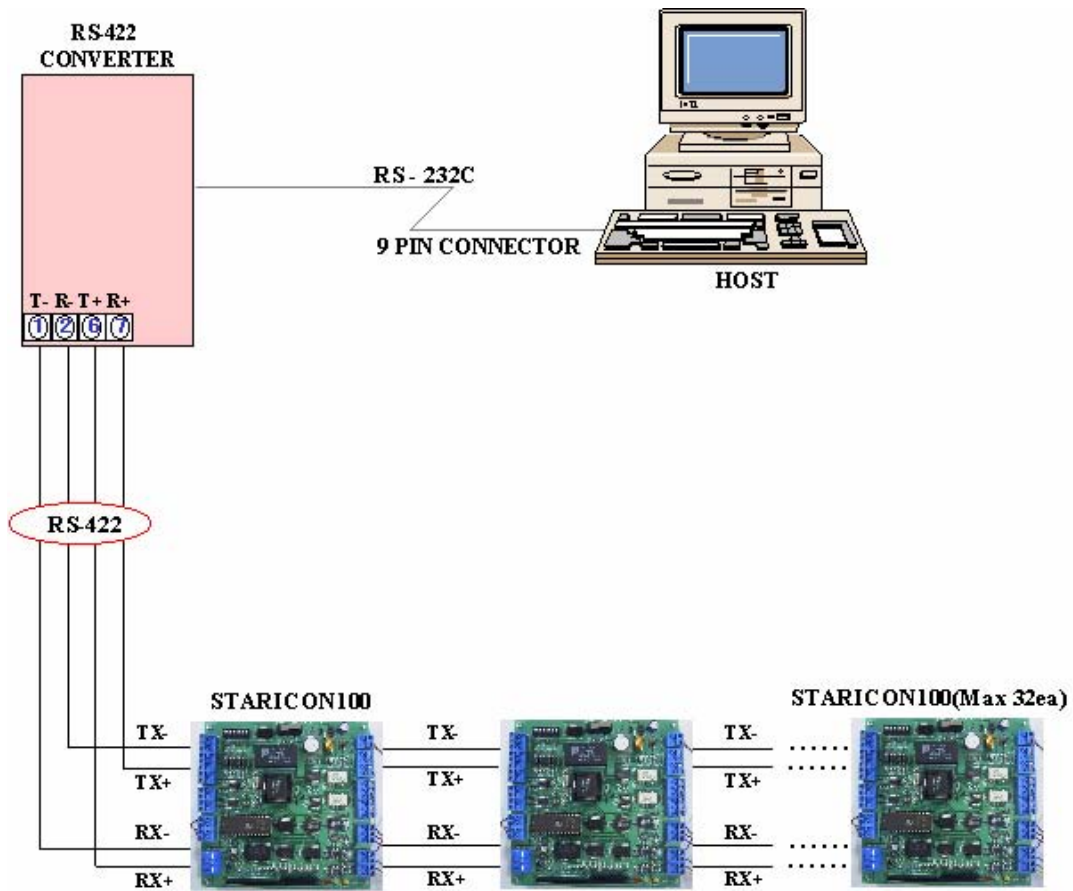 RS-422
CONVERTER
RS - 232C
9 PIN CONNECTOR
HOST
T- R- T+ R+
1 2 6 7
RS-422
STARICON100
STARICON100(Max 32ea)
TX- TX- TX-
TX+ TX+ TX+
RX- RX- RX-
RX+ RX+ RX+